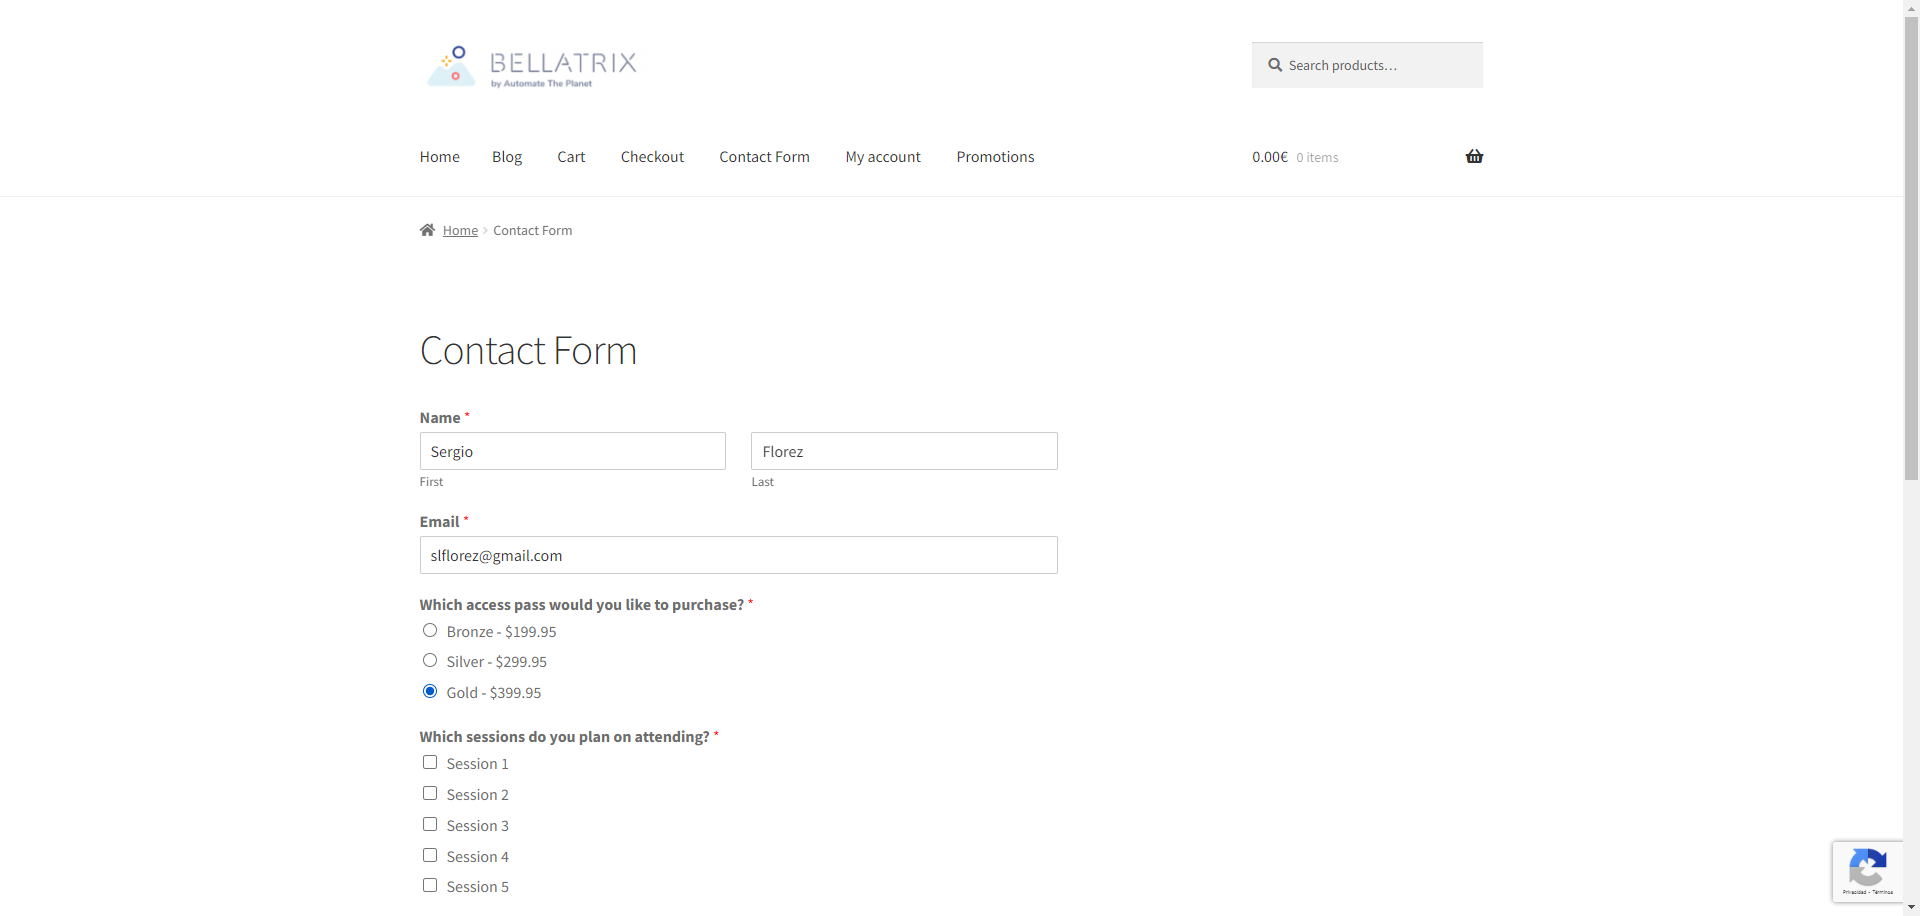 BELLATRIX
by Automate The Planet
Search products…
Home Blog Cart Checkout Contact Form My account Promotions
0.00€ 0 items
Home Contact Form
Contact Form
Name *
Sergio Florez
First Last
Email *
slflorez@gmail.com
Which access pass would you like to purchase? *
Bronze - $199.95
Silver - $299.95
Gold - $399.95
Which sessions do you plan on attending? *
Session 1
Session 2
Session 3
Session 4
Session 5
Privacidad - Términos